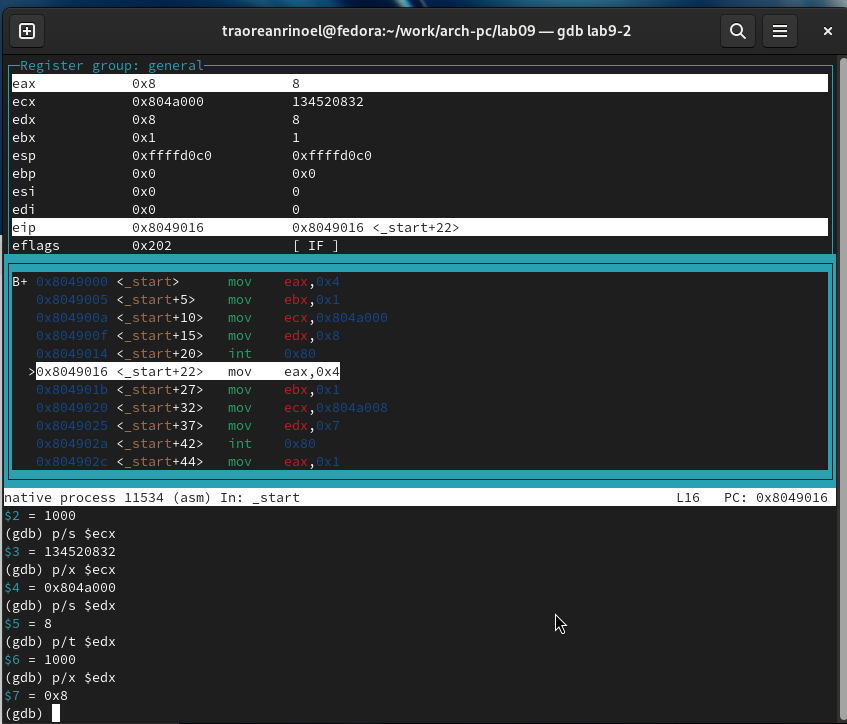 traoreanrinoel@fedora:~/work/arch-pc/lab09 — gdb lab9-2
Register group: general
eax 0x8 8
ecx 0x804a000 134520832
edx 0x8 8
ebx 0x1 1
esp 0xffffd0c0 0xffffd0c0
ebp 0x0 0x0
esi 0x0 0
edi 0x0 0
eip 0x8049016 0x8049016 <_start+22>
eflags 0x202 [ IF ]
B+ 0x8049000 <_start> mov eax,0x4
0x8049005 <_start+5> mov ebx,0x1
0x804900a <_start+10> mov ecx,0x804a000
0x804900f <_start+15> mov edx,0x8
0x8049014 <_start+20> int 0x80
>0x8049016 <_start+22> mov eax,0x4
0x804901b <_start+27> mov ebx,0x1
0x8049020 <_start+32> mov ecx,0x804a008
0x8049025 <_start+37> mov edx,0x7
0x804902a <_start+42> int 0x80
0x804902c <_start+44> mov eax,0x1
native process 11534 (asm) In: _start L16 PC: 0x8049016
$2 = 1000
(gdb) p/s $ecx
$3 = 134520832
(gdb) p/x $ecx
$4 = 0x804a000
(gdb) p/s $edx
$5 = 8
(gdb) p/t $edx
$6 = 1000
(gdb) p/x $edx
$7 = 0x8
(gdb)